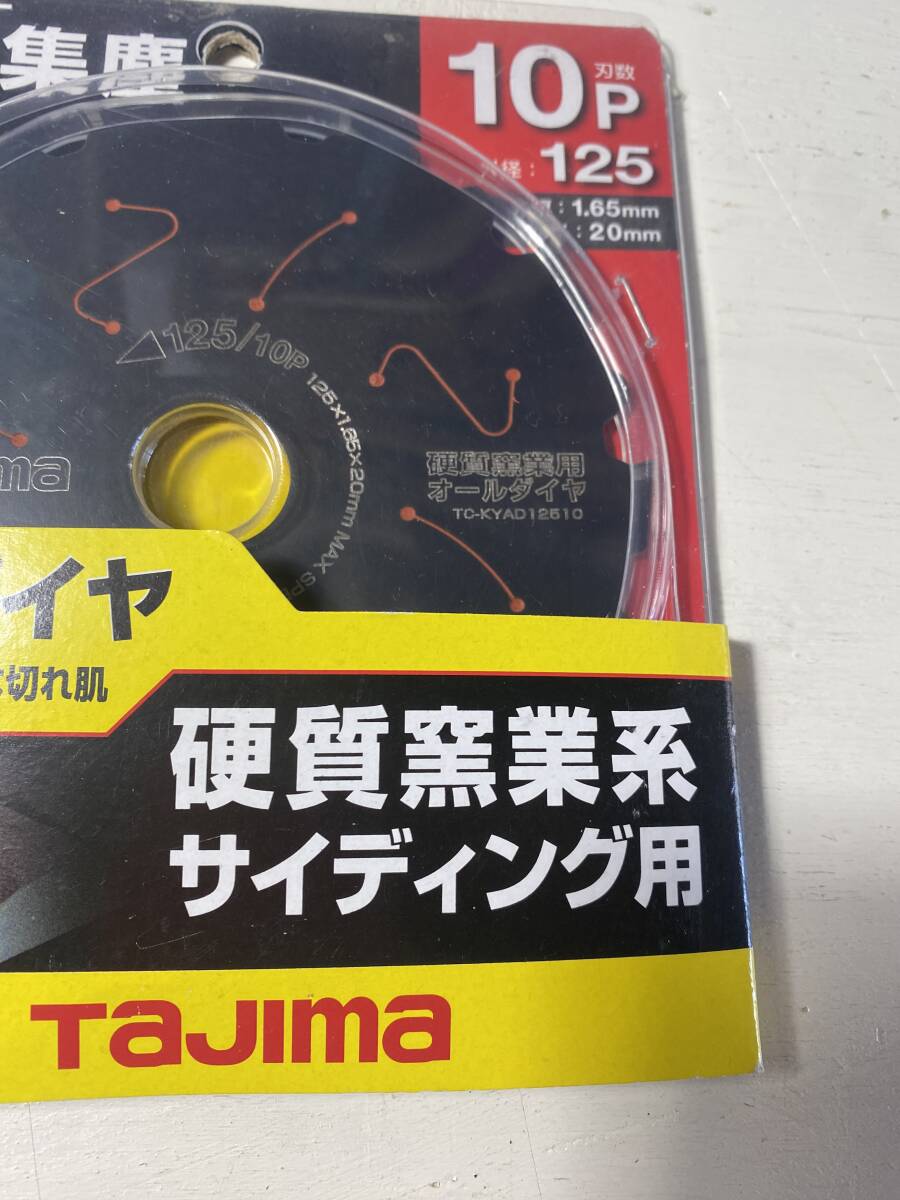 集塵
刃数
10P
径：125
：1.65mm
：20mm
125/10P
125×1.65×20mm MAX
硬質窯業用
オールダイヤ
TC-KYAD12510
イヤ
切れ肌
硬質窯業系
サイディング用
TaJIma